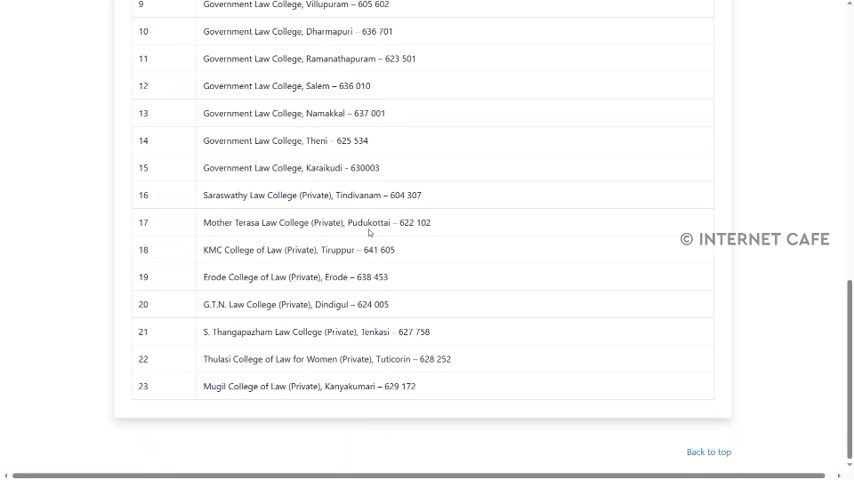 9 Government Law College, Villupuram – 605 602
10 Government Law College, Dharmapuri – 636 701
11 Government Law College, Ramanathapuram – 623 501
12 Government Law College, Salem – 636 010
13 Government Law College, Namakkal – 637 001
14 Government Law College, Theni – 625 534
15 Government Law College, Karaikudi - 630003
16 Saraswathy Law College (Private), Tindivanam – 604 307
17 Mother Terasa Law College (Private), Pudukottai – 622 102
© INTERNET CAFE
18 KMC College of Law (Private), Tiruppur – 641 605
19 Erode College of Law (Private), Erode – 638 453
20 G.T.N. Law College (Private), Dindigul – 624 005
21 S. Thangapazham Law College (Private), Tenkasi – 627 758
22 Thulasi College of Law for Women (Private), Tuticorin – 628 252
23 Mugil College of Law (Private), Kanyakumari – 629 172
Back to top